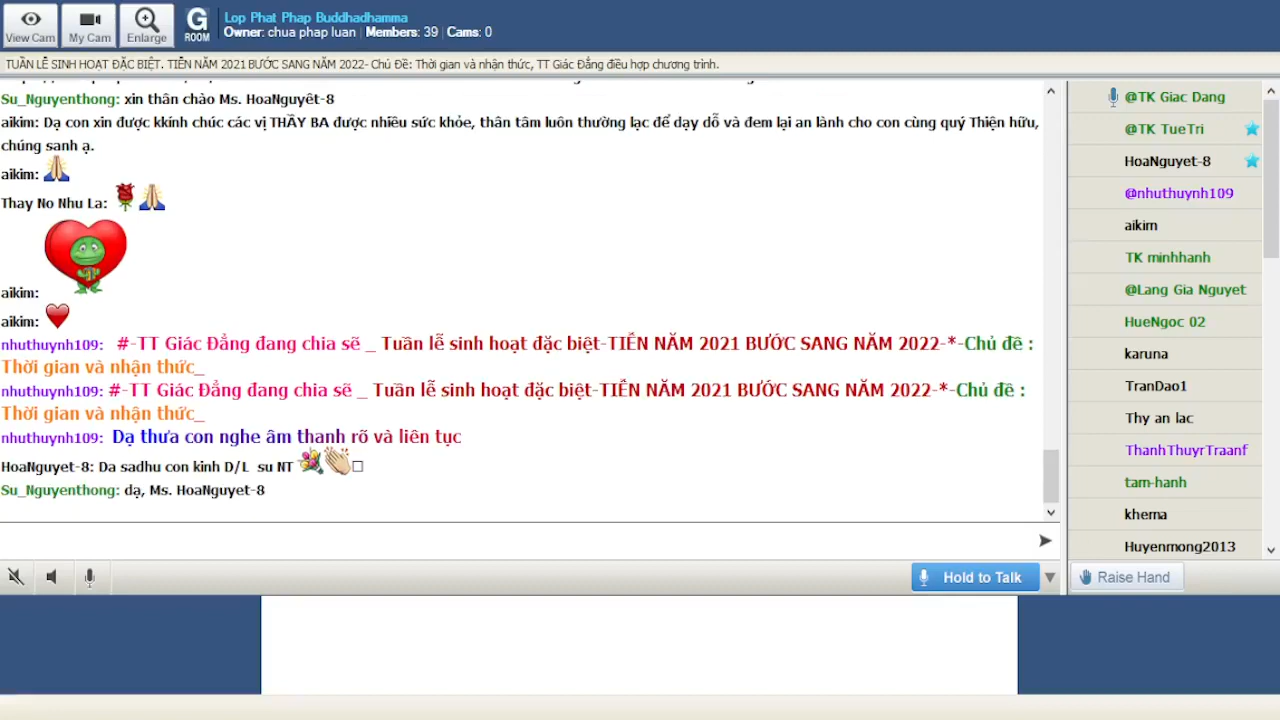 View Cam
My Cam
Enlarge
G
ROOM
Lop Phat Phap Buddhadhamma
Owner: chua phap luan | Members: 39 | Cams: 0
TUẦN LỄ SINH HOẠT ĐẶC BIỆT. TIỄN NĂM 2021 BƯỚC SANG NĂM 2022- Chủ Đề: Thời gian và nhận thức, TT Giác Đẳng điều hợp chương trình.
Su_Nguyenthong: xin thân chào Ms. HoaNguyêt-8
aikim: Dạ con xin được kkính chúc các vị THẦY BA được nhiều sức khỏe, thân tâm luôn thường lạc để dạy dỗ và đem lại an lành cho con cùng quý Thiện hữu,
chúng sanh ạ.
aikim:
Thay No Nhu La:
aikim:
aikim:
nhuthuynh109: #-TT Giác Đẳng đang chia sẽ _ Tuần lễ sinh hoạt đặc biệt-TIỄN NĂM 2021 BƯỚC SANG NĂM 2022-*-Chủ đề :
Thời gian và nhận thức_
nhuthuynh109: #-TT Giác Đẳng đang chia sẽ _ Tuần lễ sinh hoạt đặc biệt-TIỄN NĂM 2021 BƯỚC SANG NĂM 2022-*-Chủ đề :
Thời gian và nhận thức_
nhuthuynh109: Dạ thưa con nghe âm thanh rõ và liên tục
HoaNguyet-8: Da sadhu con kinh D/L su NT
Su_Nguyenthong: dạ, Ms. HoaNguyet-8
Hold to Talk
@TK Giac Dang
@TK TueTri
HoaNguyet-8
@nhuthuynh109
aikim
TK minhhanh
@Lang Gia Nguyet
HueNgoc 02
karuna
TranDao1
Thy an lac
ThanhThuyrTraanf
tam-hanh
khema
Huyenmong2013
Raise Hand